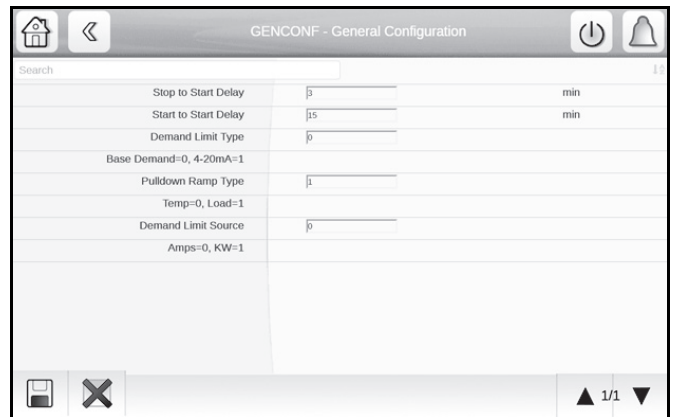 GENCONF - General Configuration
Search
Stop to Start Delay 3 min
Start to Start Delay 15 min
Demand Limit Type 0
Base Demand=0, 4-20mA=1
Pulldown Ramp Type 1
Temp=0, Load=1
Demand Limit Source 0
Amps=0, KW=1
1/1